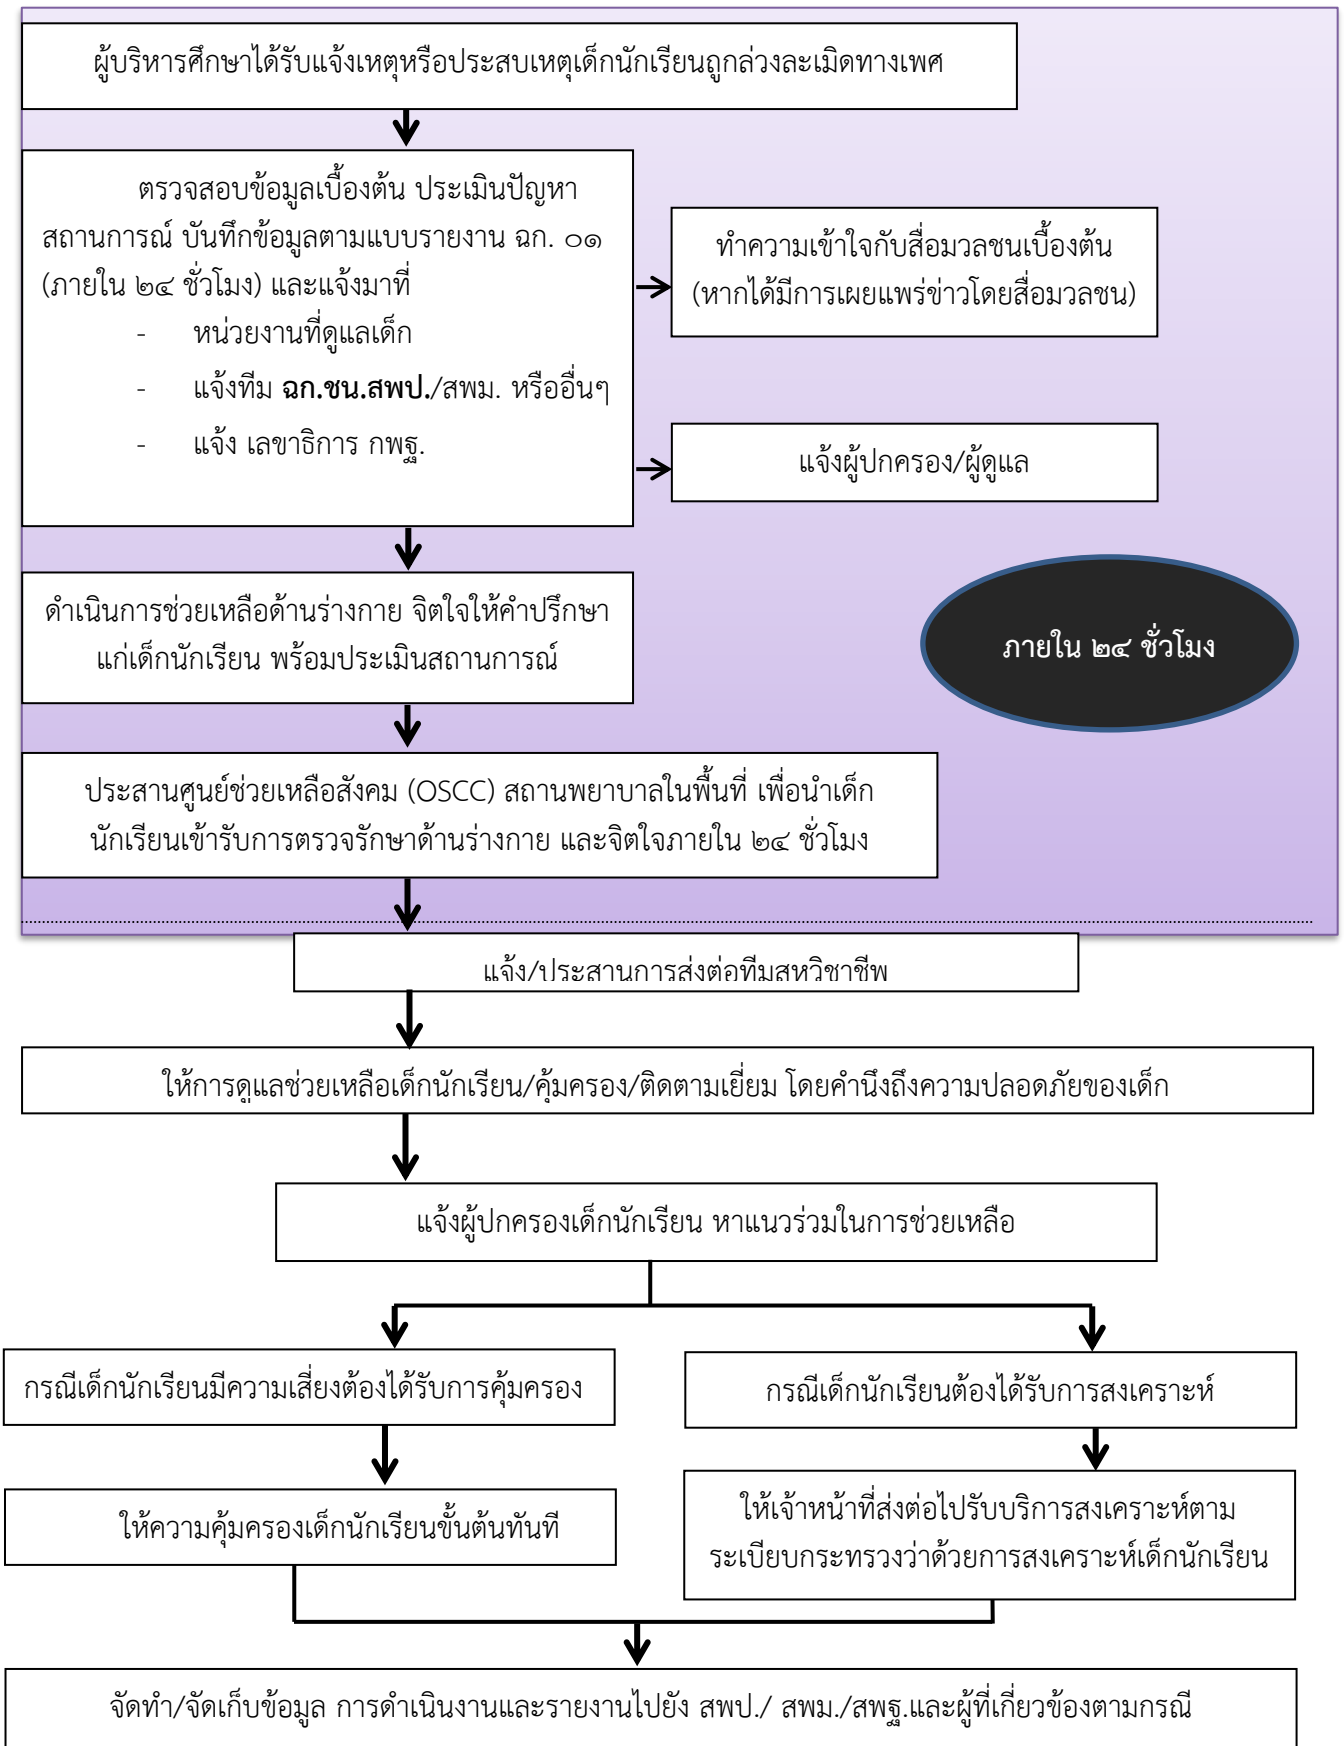 ผู้บริหารศึกษาได้รับแจ้งเหตุหรือประสบเหตุเด็กนักเรียนถูกล่วงละเมิดทางเพศ
ตรวจสอบข้อมูลเบื้องต้น ประเมินปัญหา
สถานการณ์ บันทึกข้อมูลตามแบบรายงาน ฉก. ๐๑
(ภายใน ๒๔ ชั่วโมง) และแจ้งมาที่
- หน่วยงานที่ดูแลเด็ก
- แจ้งทีม ฉก.ชน.สพป./สพม. หรืออื่นๆ
- แจ้ง เลขาธิการ กพฐ.
ทำความเข้าใจกับสื่อมวลชนเบื้องต้น
(หากได้มีการเผยแพร่ข่าวโดยสื่อมวลชน)
แจ้งผู้ปกครอง/ผู้ดูแล
ดำเนินการช่วยเหลือด้านร่างกาย จิตใจให้คำปรึกษา
แก่เด็กนักเรียน พร้อมประเมินสถานการณ์
ภายใน ๒๔ ชั่วโมง
ประสานศูนย์ช่วยเหลือสังคม (OSCC) สถานพยาบาลในพื้นที่ เพื่อนำเด็ก
นักเรียนเข้ารับการตรวจรักษาด้านร่างกาย และจิตใจภายใน ๒๔ ชั่วโมง
แจ้ง/ประสานการส่งต่อทีมสหวิชาชีพ
ให้การดูแลช่วยเหลือเด็กนักเรียน/คุ้มครอง/ติดตามเยี่ยม โดยคำนึงถึงความปลอดภัยของเด็ก
แจ้งผู้ปกครองเด็กนักเรียน หาแนวร่วมในการช่วยเหลือ
กรณีเด็กนักเรียนมีความเสี่ยงต้องได้รับการคุ้มครอง
กรณีเด็กนักเรียนต้องได้รับการสงเคราะห์
ให้ความคุ้มครองเด็กนักเรียนขั้นต้นทันที
ให้เจ้าหน้าที่ส่งต่อไปรับบริการสงเคราะห์ตาม
ระเบียบกระทรวงว่าด้วยการสงเคราะห์เด็กนักเรียน
จัดทำ/จัดเก็บข้อมูล การดำเนินงานและรายงานไปยัง สพป./ สพม./สพฐ.และผู้ที่เกี่ยวข้องตามกรณี